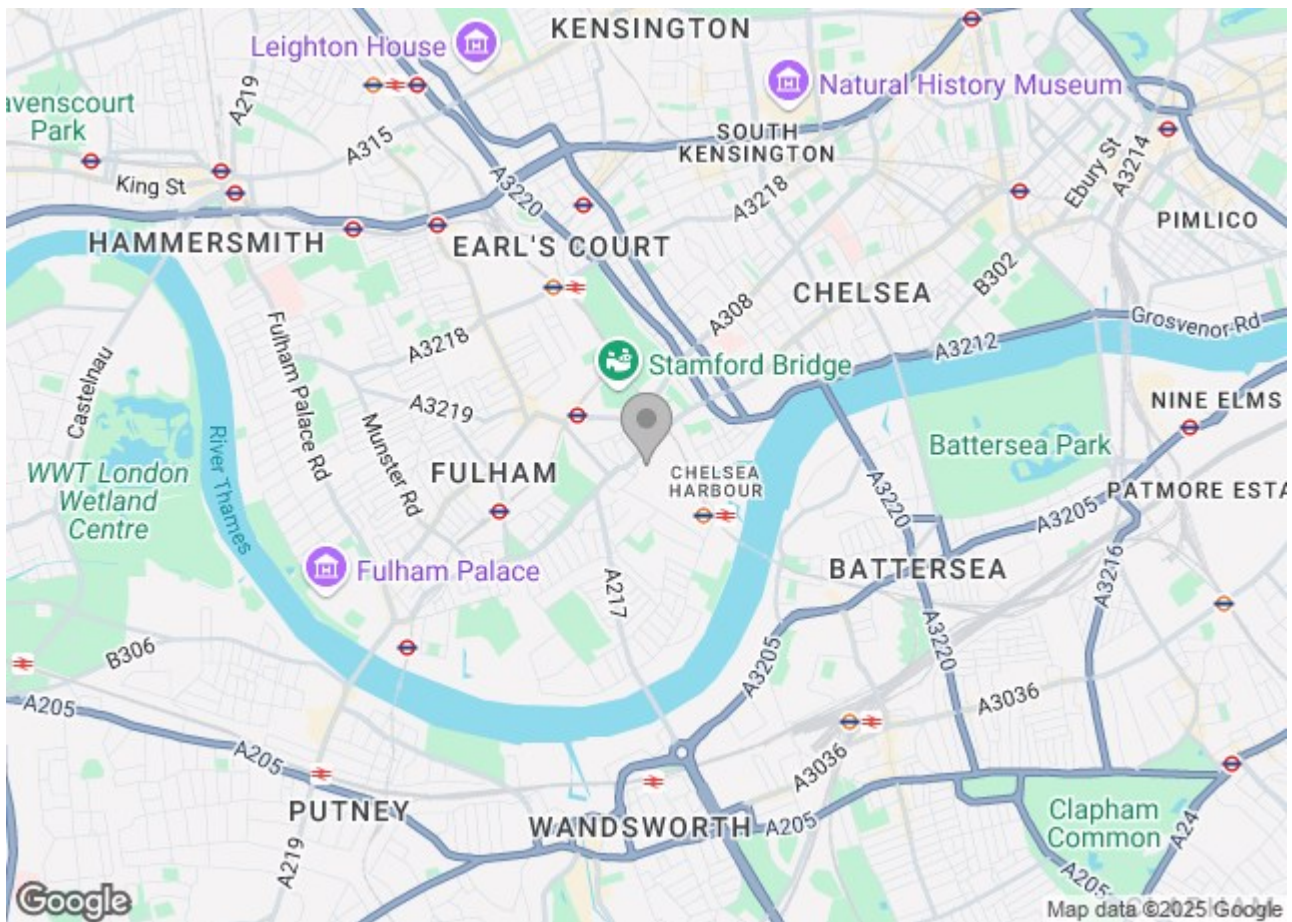 KENSINGTON
Leighton House
Natural History Museum
A219
avenscourt
Park
A315
SOUTH
KENSINGTON
Ebury St
A3214
King St
A3220
A3218
PIMLICO
HAMMERSMITH
EARL'S COURT
B302
CHELSEA
A308
Grosvenor Rd
A3212
Fulham Palace Rd
A3218
Stamford Bridge
Castelnau
A3219
NINE ELMS
Munster Rd
River Thames
Battersea Park
WWT London
Wetland
Centre
FULHAM
CHELSEA
HARBOUR
A3220
PATMORE ESTA
A3205
Fulham Palace
A217
BATTERSEA
A3216
B306
A3205
A3220
A205
A3036
A205
A3036
PUTNEY
WANDSWORTH
A205
Clapham
Common
A24
A219
A205
Google
CLAPHAM
Map data ©2025 Google